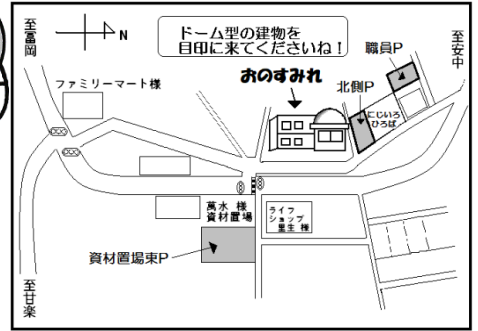 至富岡
N
ドーム型の建物を
目印に来てくださいね！
至安中
職員P
ファミリーマート様
おのすみれ
北側P
にじいろ
ひろば
萬水 様
資材置場
ライフ
ショップ
里生 様
資材置場東P
至甘楽